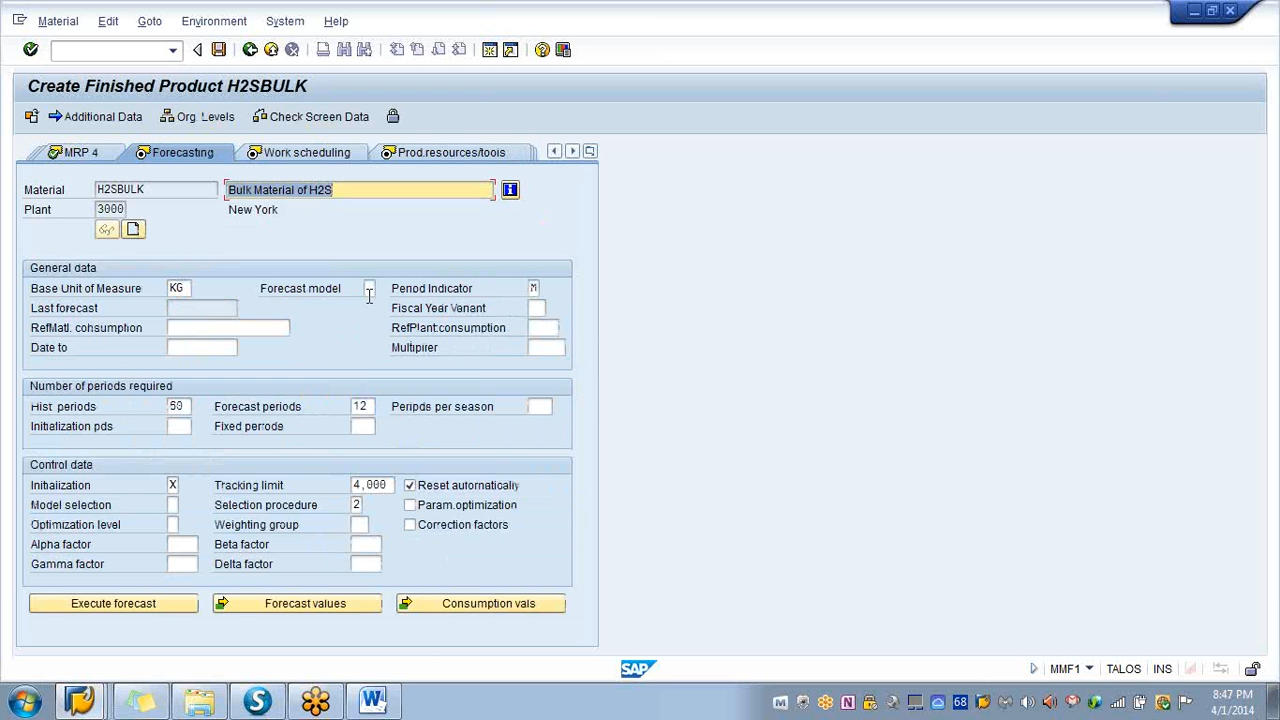 Material Edit Goto Environment System Help
Create Finished Product H2SBULK
Additional Data Org. Levels Check Screen Data
MRP 4 Forecasting Work scheduling Prod.resources/tools
Material H2SBULK Bulk Material of H2S
Plant 3000 New York
General data
Base Unit of Measure KG Forecast model Period Indicator M
Last forecast Fiscal Year Variant
RefMatl. consumption RefPlant:consumption
Date to Multiplier
Number of periods required
Hist. periods 60 Forecast periods 12 Periods per season
Initialization pds Fixed periods
Control data
Initialization X Tracking limit 4,000 Reset automatically
Model selection Selection procedure 2 Param.optimization
Optimization level Weighting group Correction factors
Alpha factor Beta factor
Gamma factor Delta factor
Execute forecast Forecast values Consumption vals
SAP MMF1 TALOS INS
68 8:47 PM
4/1/2014